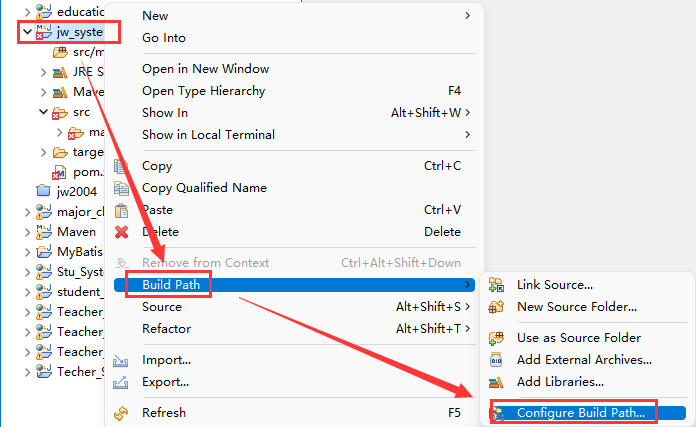 educatio
jw_syste
src/m
JRE S
Mave
src
ma
targe
pom.
jw2004
major_cl
Maven
MyBatis
Stu_Syste
student_
Teacher_
Teacher_
Teacher_
Techer_S
New
Go Into
Open in New Window
Open Type Hierarchy F4
Show In Alt+Shift+W
Show in Local Terminal
Copy Ctrl+C
Copy Qualified Name
Paste Ctrl+V
Delete Delete
Remove from Context Ctrl+Alt+Shift+Down
Build Path
Source Alt+Shift+S
Refactor Alt+Shift+T
Import...
Export...
Refresh F5
Link Source...
New Source Folder...
Use as Source Folder
Add External Archives...
Add Libraries...
Configure Build Path...